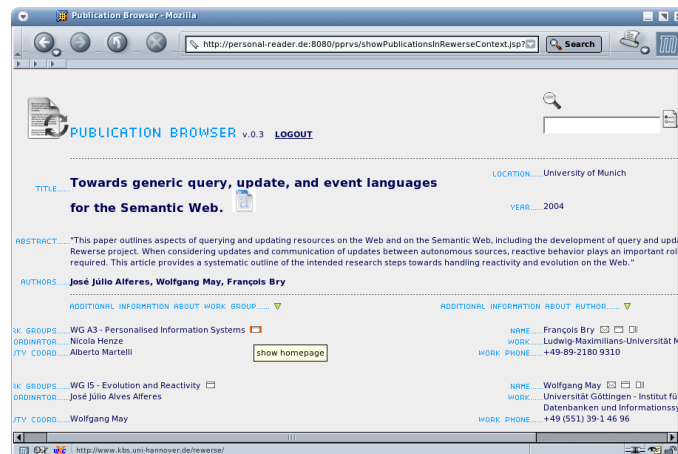 Publication Browser - Mozilla
http://personal-reader.de:8080/pprvs/showPublicationsInRewerseContext.jsp?
Search
PUBLICATION BROWSER v.0.3 LOGOUT
TITLE...... Towards generic query, update, and event languages
for the Semantic Web.
LOCATION...... University of Munich
YEAR...... 2004
ABSTRACT...... "This paper outlines aspects of querying and updating resources on the Web and on the Semantic Web, including the development of query and upda
Rewerse project. When considering updates and communication of updates between autonomous sources, reactive behavior plays an important rol
required. This article provides a systematic outline of the intended research steps towards handling reactivity and evolution on the Web."
AUTHORS...... José Júlio Alferes, Wolfgang May, François Bry
ADDITIONAL INFORMATION ABOUT WORK GROUP......
RK GROUPS...... WG A3 - Personalised Information Systems
ORDINATOR...... Nicola Henze
JTY COORD...... Alberto Martelli
show homepage
RK GROUPS...... WG I5 - Evolution and Reactivity
ORDINATOR...... José Júlio Alves Alferes
JTY COORD...... Wolfgang May
ADDITIONAL INFORMATION ABOUT AUTHOR......
NAME...... François Bry
WORK...... Ludwig-Maximilians-Universität M
WORK PHONE...... +49-89-2180 9310
NAME...... Wolfgang May
WORK...... Universität Göttingen - Institut fü
Datenbanken und Informationssy
WORK PHONE...... +49 (551) 39-1 46 96
http://www.kbs.uni-hannover.de/rewerse/